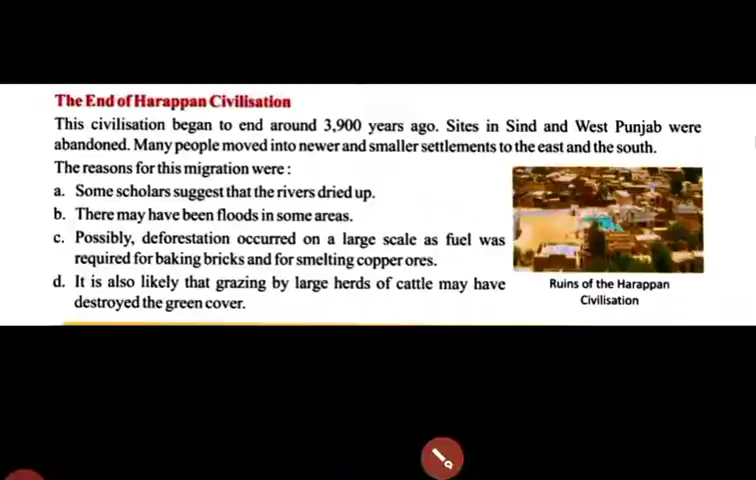 The End of Harappan Civilisation
This civilisation began to end around 3,900 years ago. Sites in Sind and West Punjab were
abandoned. Many people moved into newer and smaller settlements to the east and the south.
The reasons for this migration were :
a. Some scholars suggest that the rivers dried up.
b. There may have been floods in some areas.
c. Possibly, deforestation occurred on a large scale as fuel was
required for baking bricks and for smelting copper ores.
d. It is also likely that grazing by large herds of cattle may have
destroyed the green cover.
Ruins of the Harappan
Civilisation